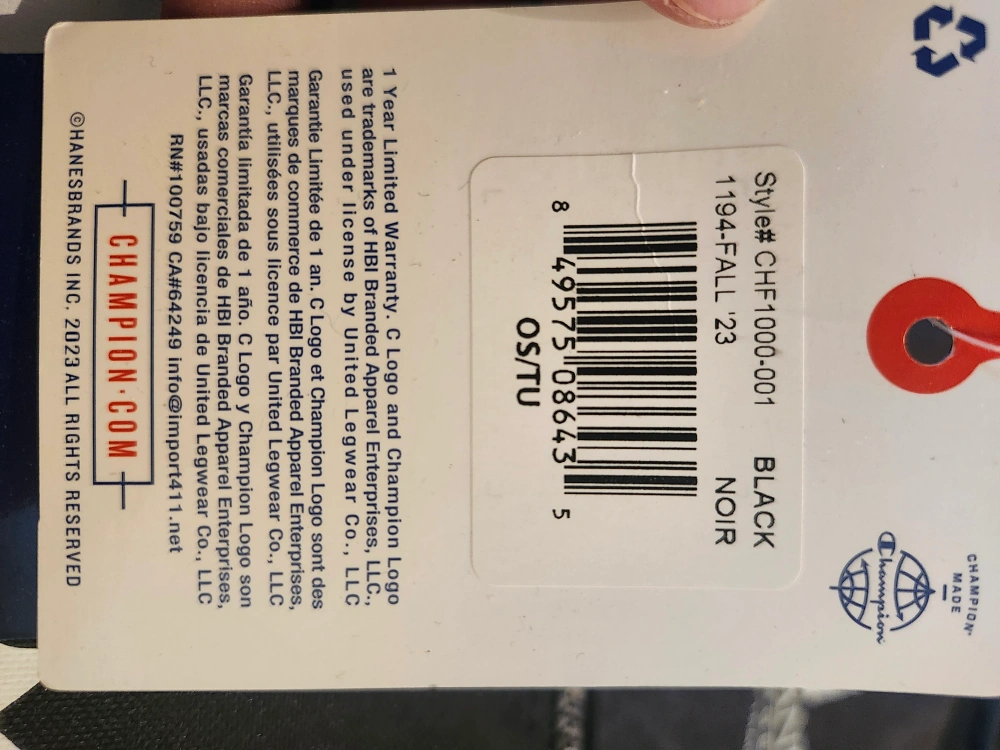 CHAMPION®
MADE
Champion
Style# CHF1000-001 BLACK
1194-FALL '23 NOIR
8 49575 08643 5
OS/TU
1 Year Limited Warranty. C Logo and Champion Logo
are trademarks of HBI Branded Apparel Enterprises, LLC.,
used under license by United Legwear Co., LLC
Garantie Limitée de 1 an. C Logo et Champion Logo sont des
marques de commerce de HBI Branded Apparel Enterprises,
LLC., utilisées sous licence par United Legwear Co., LLC
Garantía limitada de 1 año. C Logo y Champion Logo son
marcas comerciales de HBI Branded Apparel Enterprises,
LLC., usadas bajo licencia de United Legwear Co., LLC
RN#100759 CA#64249 info@import411.net
CHAMPION·COM
©HANESBRANDS INC. 2023 ALL RIGHTS RESERVED